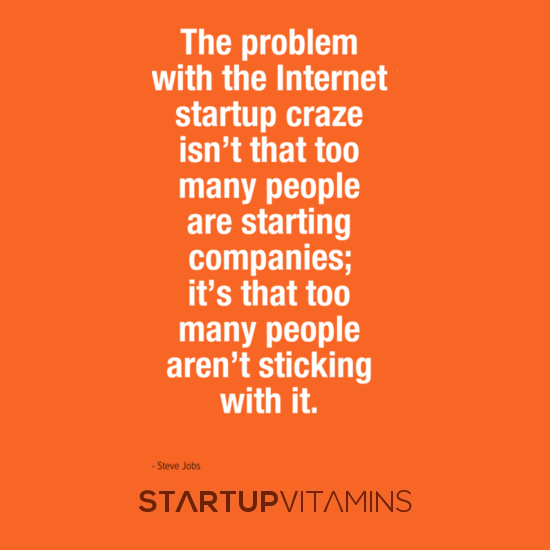 The problem
with the Internet
startup craze
isn't that too
many people
are starting
companies;
it's that too
many people
aren't sticking
with it.
- Steve Jobs
STARTUPVITAMINS